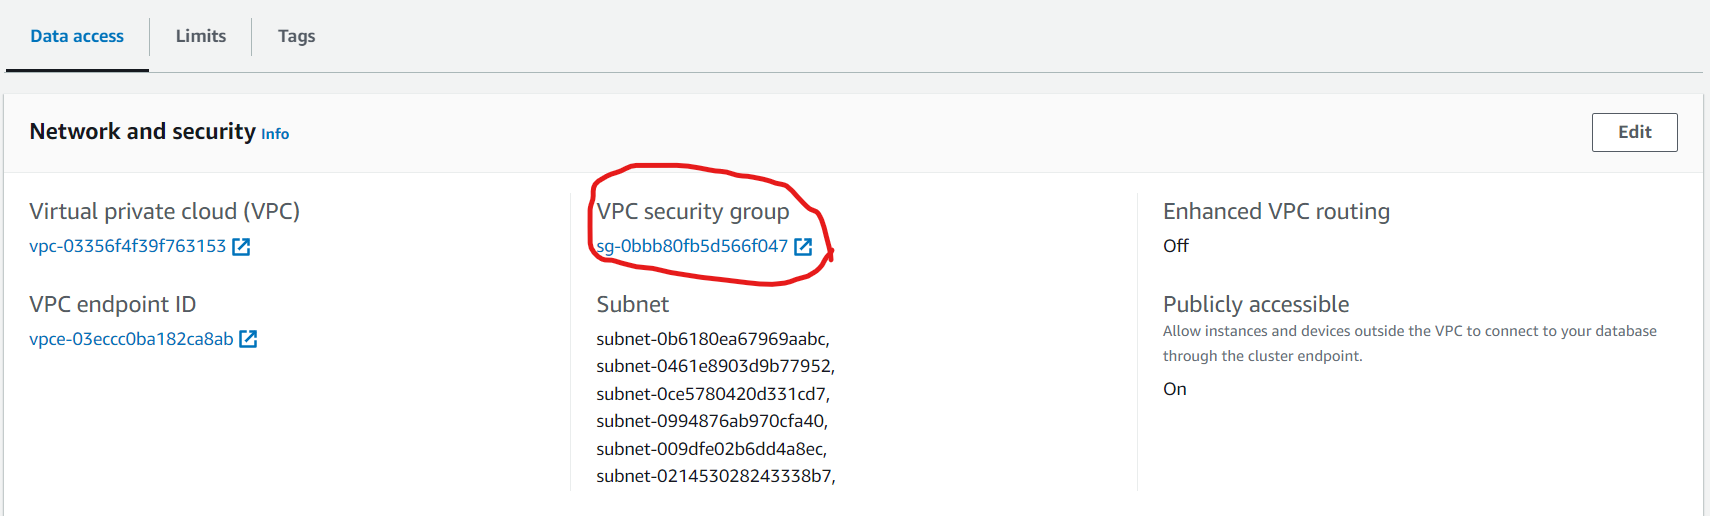 Data access
Limits
Tags
Network and security Info
Edit
Virtual private cloud (VPC)
vpc-03356f4f39f763153
VPC endpoint ID
vpce-03eccc0ba182ca8ab
VPC security group
sg-0bbb80fb5d566f047
Subnet
subnet-0b6180ea67969aabc,
subnet-0461e8903d9b77952,
subnet-0ce5780420d331cd7,
subnet-0994876ab970cfa40,
subnet-009dfe02b6dd4a8ec,
subnet-021453028243338b7,
Enhanced VPC routing
Off
Publicly accessible
Allow instances and devices outside the VPC to connect to your database
through the cluster endpoint.
On